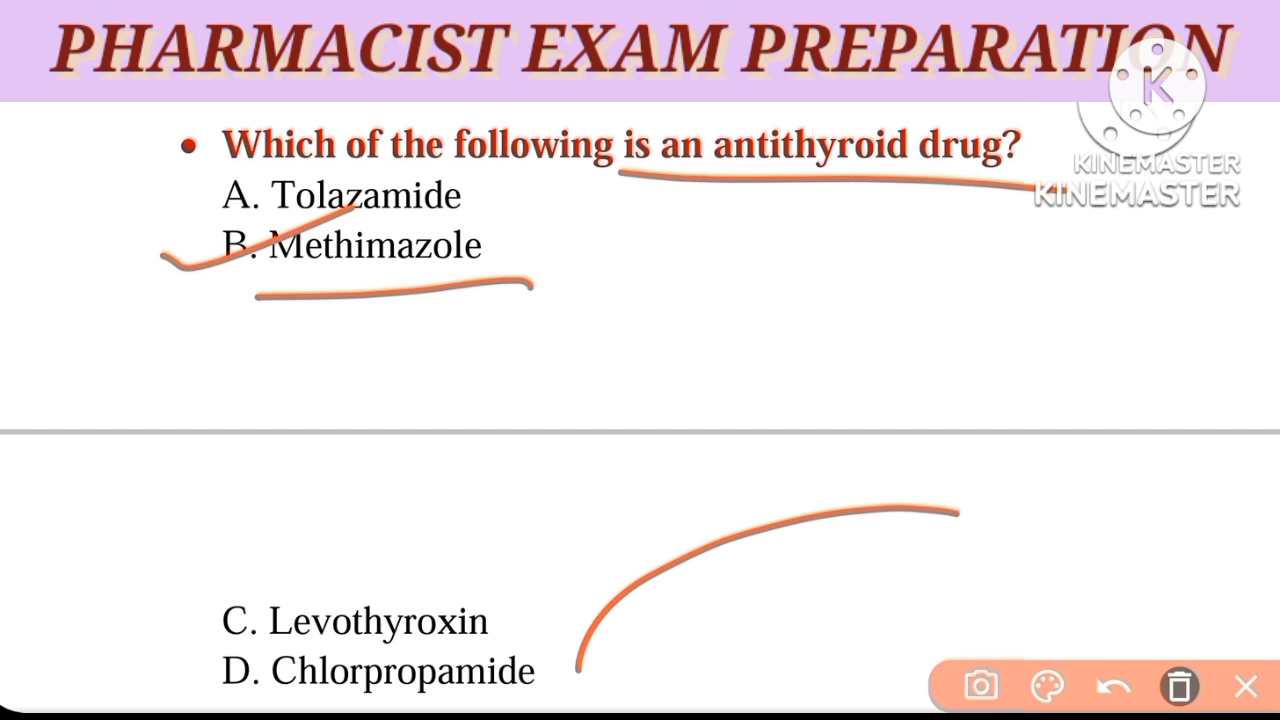 PHARMACIST EXAM PREPARATION
K
• Which of the following is an antithyroid drug?
KINEMASTER
KINEMASTER
A. Tolazamide
B. Methimazole
C. Levothyroxin
D. Chlorpropamide